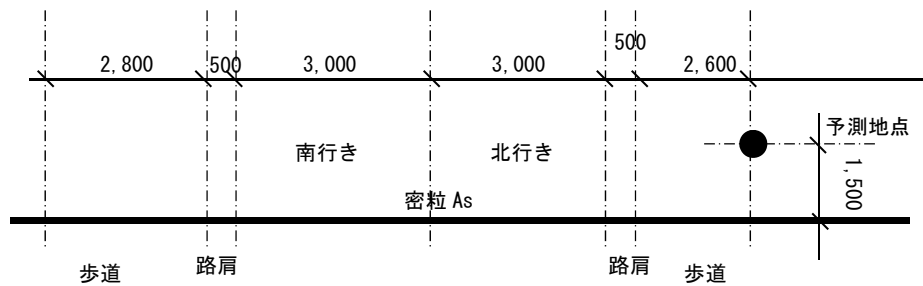 500
2,800 500 3,000 3,000 2,600
予測地点
南行き 北行き
1,500
密粒 As
歩道 路肩 路肩 歩道